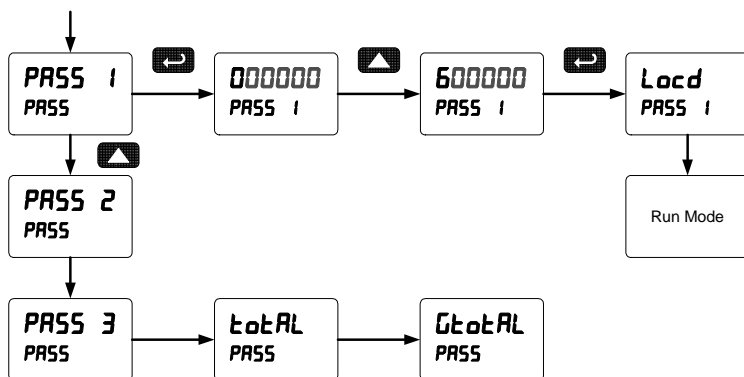 PASS 1
PASS
000000
PASS 1
600000
PASS 1
Locd
PASS 1
PASS 2
PASS
Run Mode
PASS 3
PASS
totAL
PASS
GtotAL
PASS